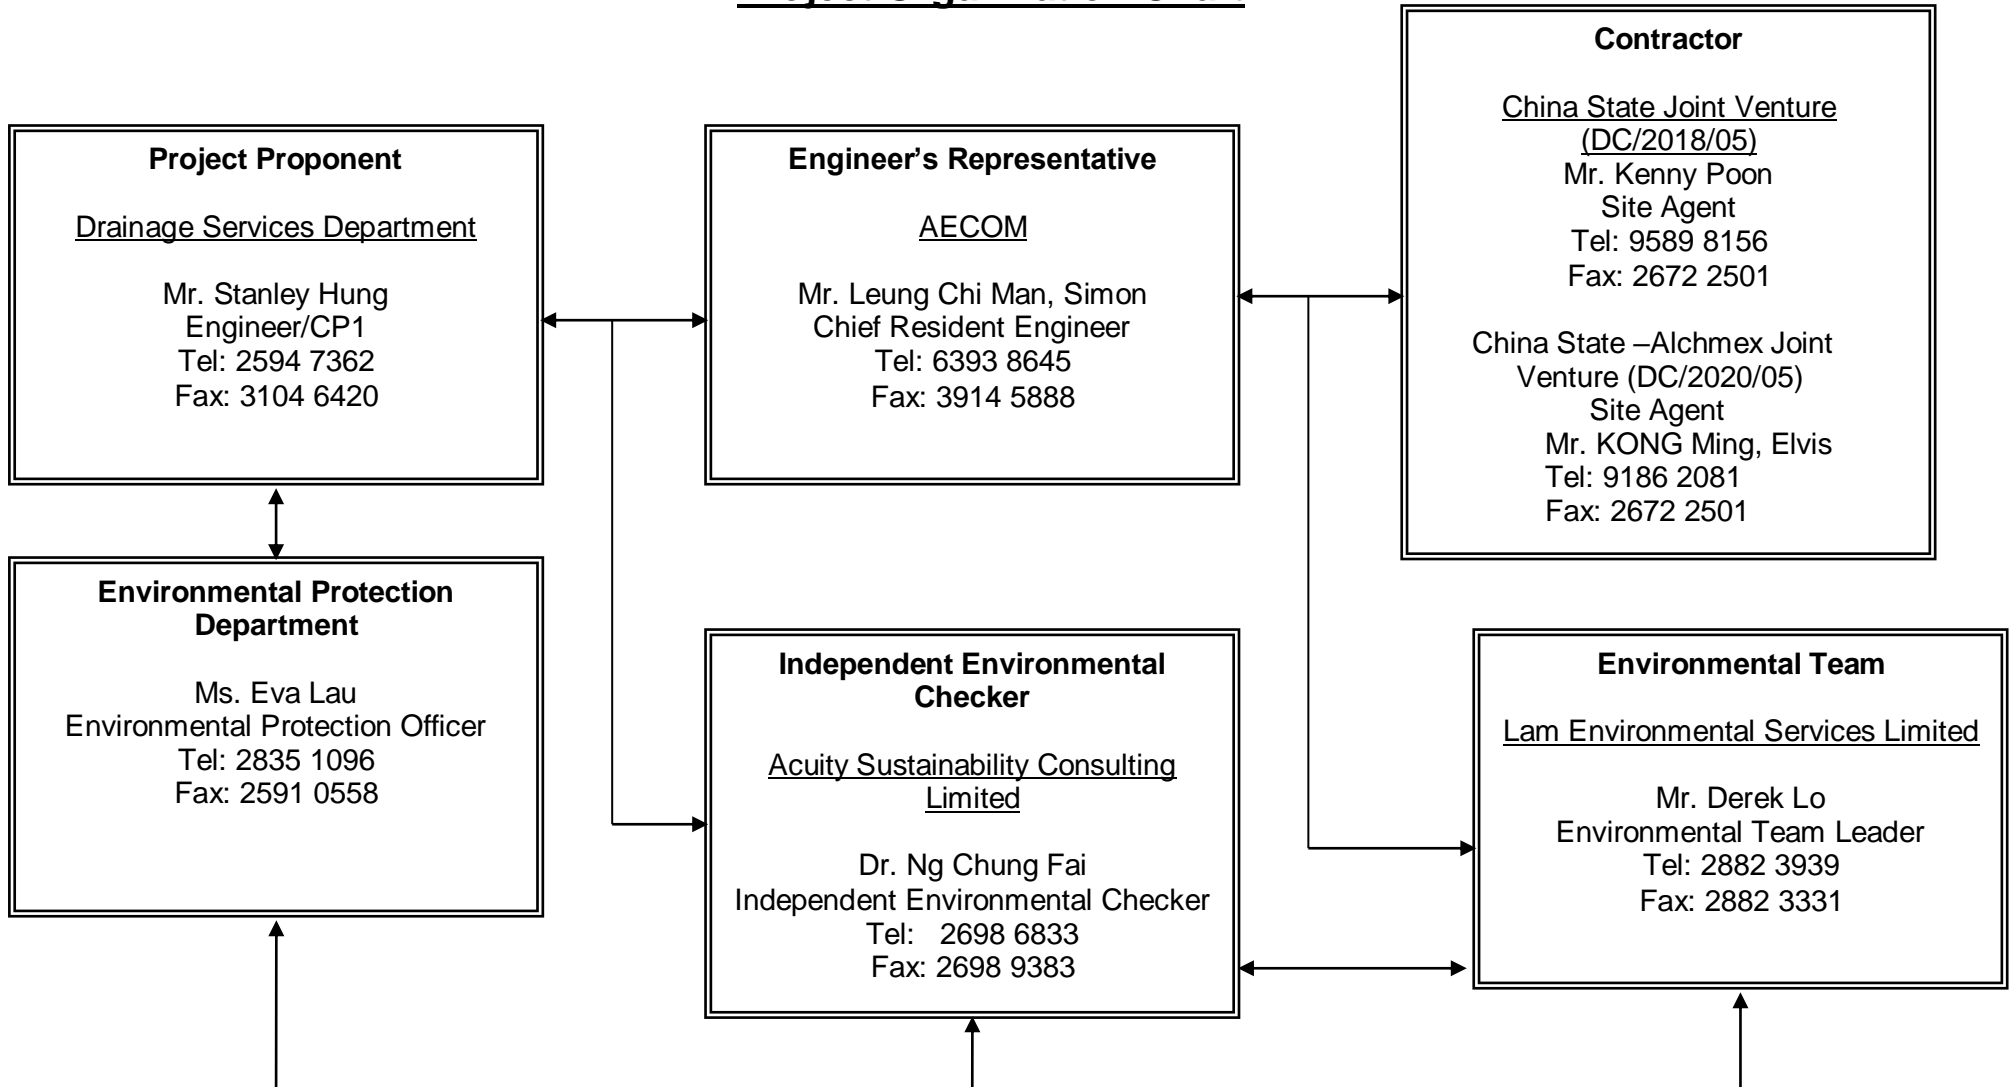 Project Proponent
Drainage Services Department
Mr. Stanley Hung
Engineer/CP1
Tel: 2594 7362
Fax: 3104 6420
Engineer’s Representative
AECOM
Mr. Leung Chi Man, Simon
Chief Resident Engineer
Tel: 6393 8645
Fax: 3914 5888
Contractor
China State Joint Venture
(DC/2018/05)
Mr. Kenny Poon
Site Agent
Tel: 9589 8156
Fax: 2672 2501
China State –Alchmex Joint
Venture (DC/2020/05)
Site Agent
Mr. KONG Ming, Elvis
Tel: 9186 2081
Fax: 2672 2501
Environmental Protection
Department
Ms. Eva Lau
Environmental Protection Officer
Tel: 2835 1096
Fax: 2591 0558
Independent Environmental
Checker
Acuity Sustainability Consulting
Limited
Dr. Ng Chung Fai
Independent Environmental Checker
Tel:   2698 6833
Fax: 2698 9383
Environmental Team
Lam Environmental Services Limited
Mr. Derek Lo
Environmental Team Leader
Tel: 2882 3939
Fax: 2882 3331